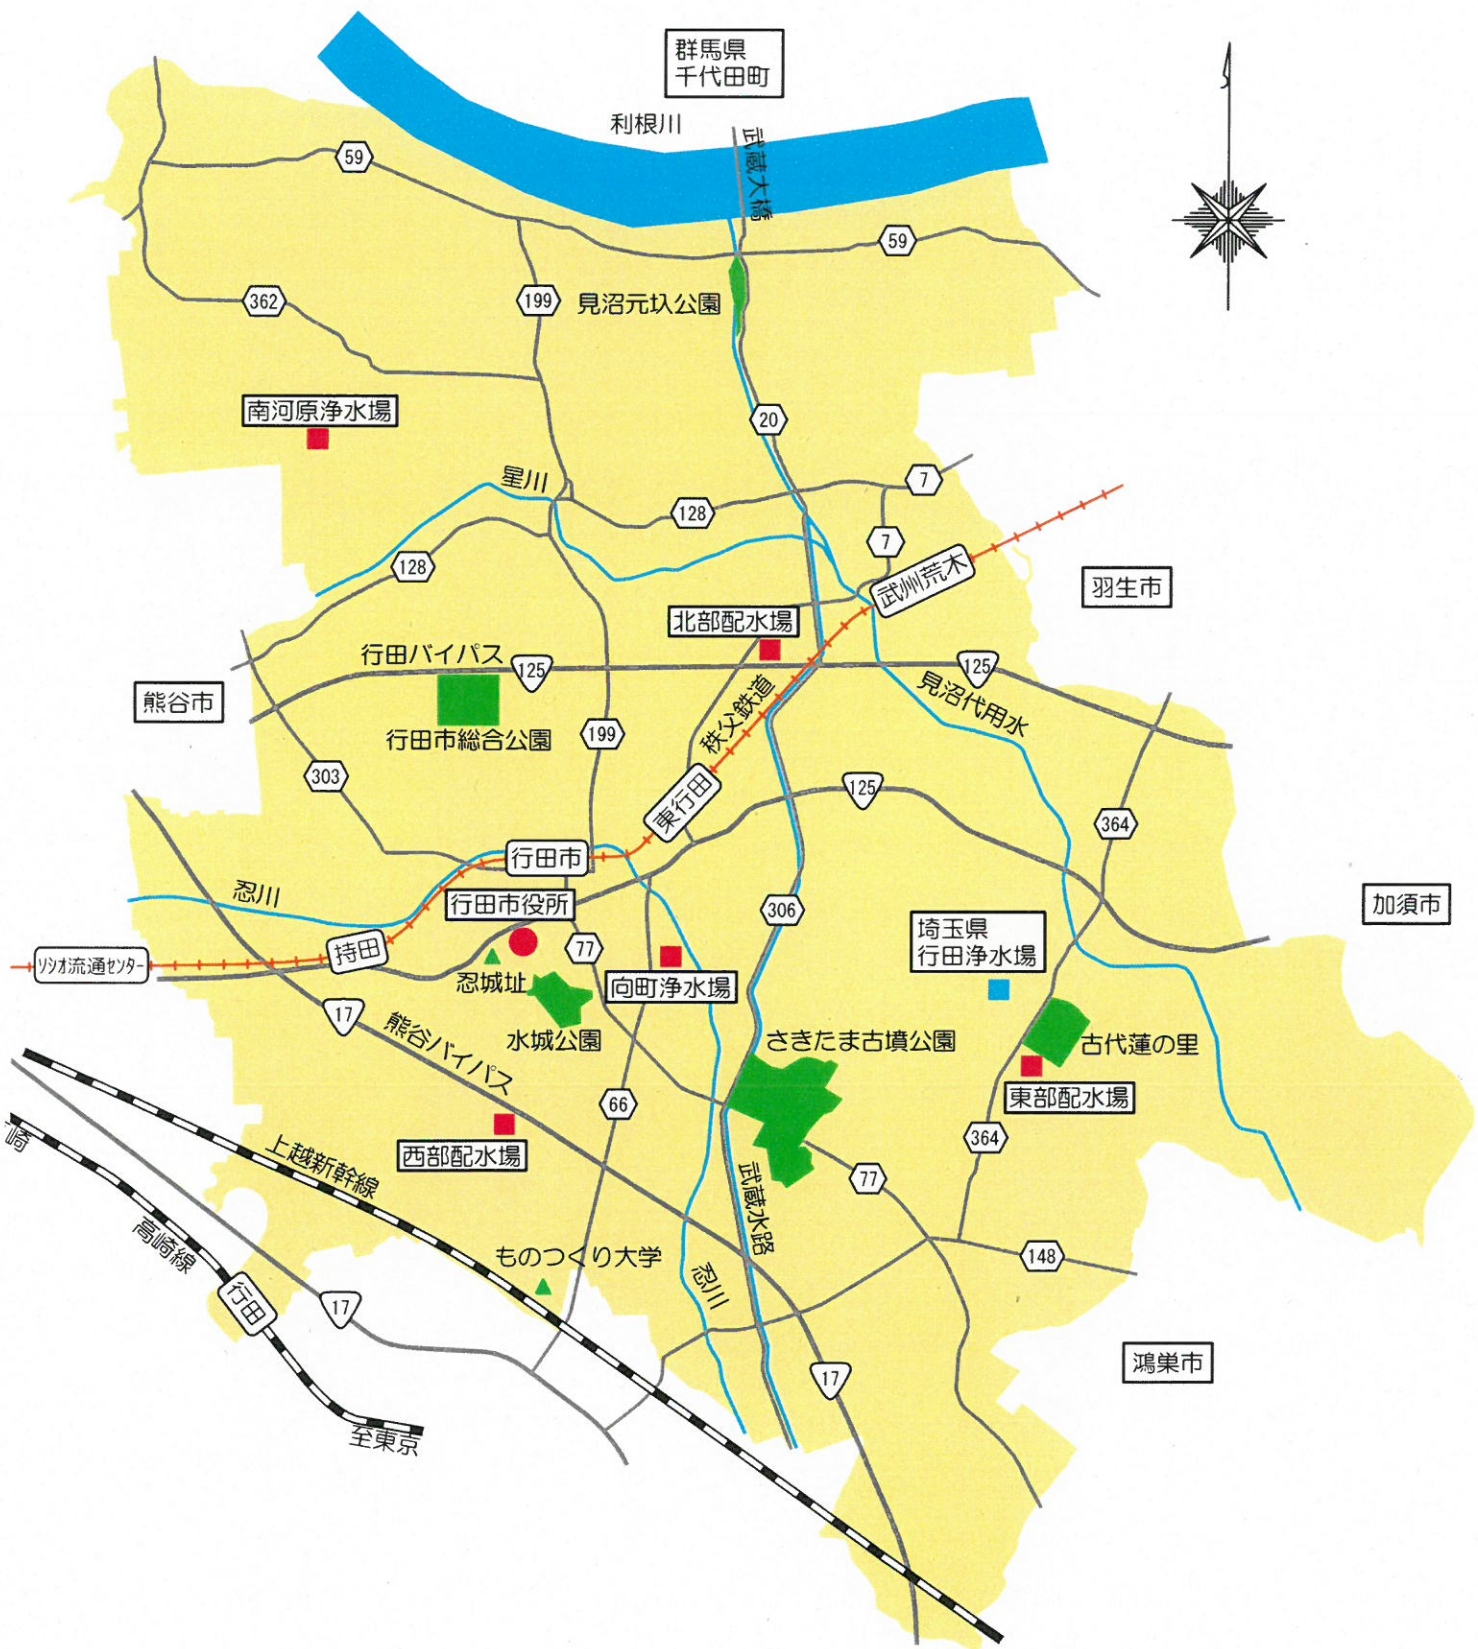 群馬県
千代田町
利根川
武蔵大橋
59
59
362
199
見沼元圦公園
20
南河原浄水場
星川
7
128
7
128
武州荒木
羽生市
北部配水場
行田バイパス
125
125
熊谷市
見沼代用水
秩父鉄道
行田市総合公園
199
303
東行田
125
364
行田市
忍川
行田市役所
加須市
306
埼玉県
行田浄水場
持田
77
ソシオ流通センター
忍城址
向町浄水場
17
熊谷バイパス
水城公園
さきたま古墳公園
古代蓮の里
東部配水場
66
崎
364
西部配水場
上越新幹線
77
武蔵水路
高崎線
ものつくり大学
148
忍川
行田
17
鴻巣市
17
至東京